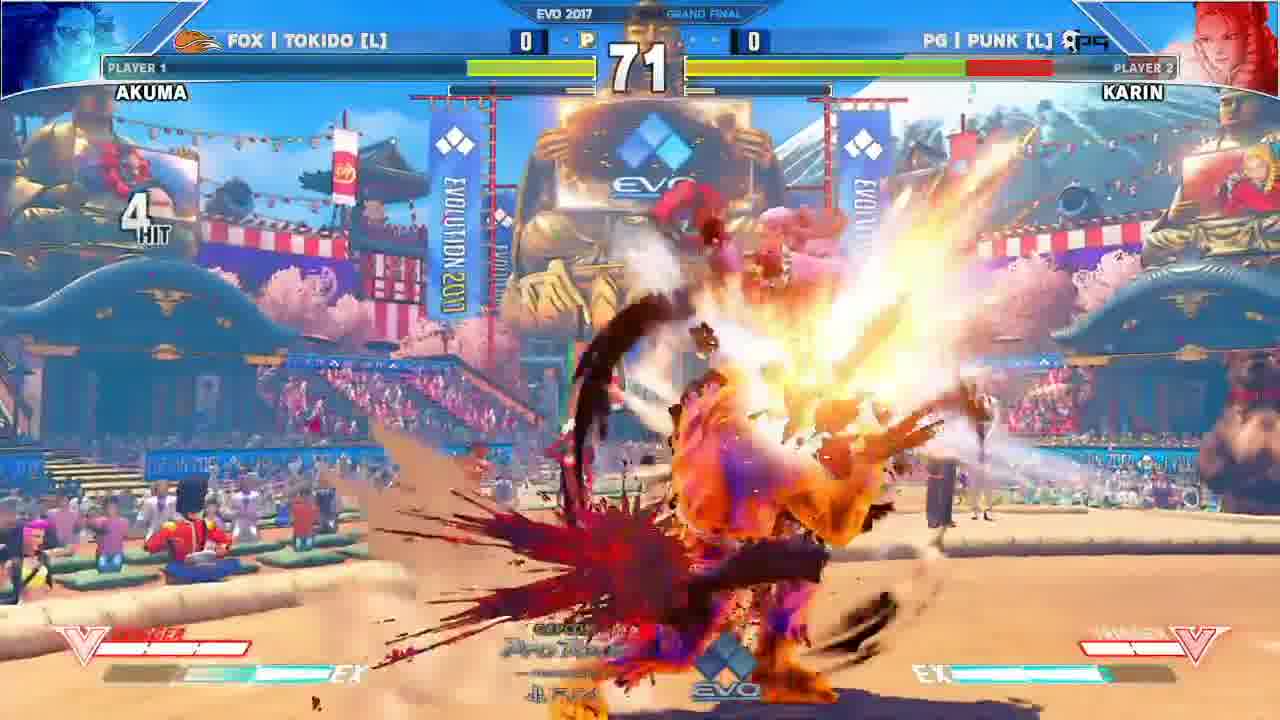 EVO 2017
GRAND FINAL
FOX | TOKIDO [L]
0
P
71
0
PG | PUNK [L]
PLAYER 1
PLAYER 2
AKUMA
KARIN
EVO
4
HIT
EVOLUTION 2017
EX
EX
PS4
EVO